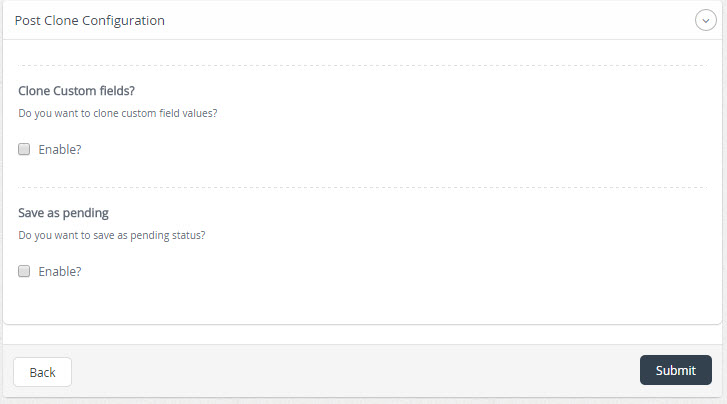 Post Clone Configuration
Clone Custom fields?
Do you want to clone custom field values?
Enable?
Save as pending
Do you want to save as pending status?
Enable?
Back
Submit